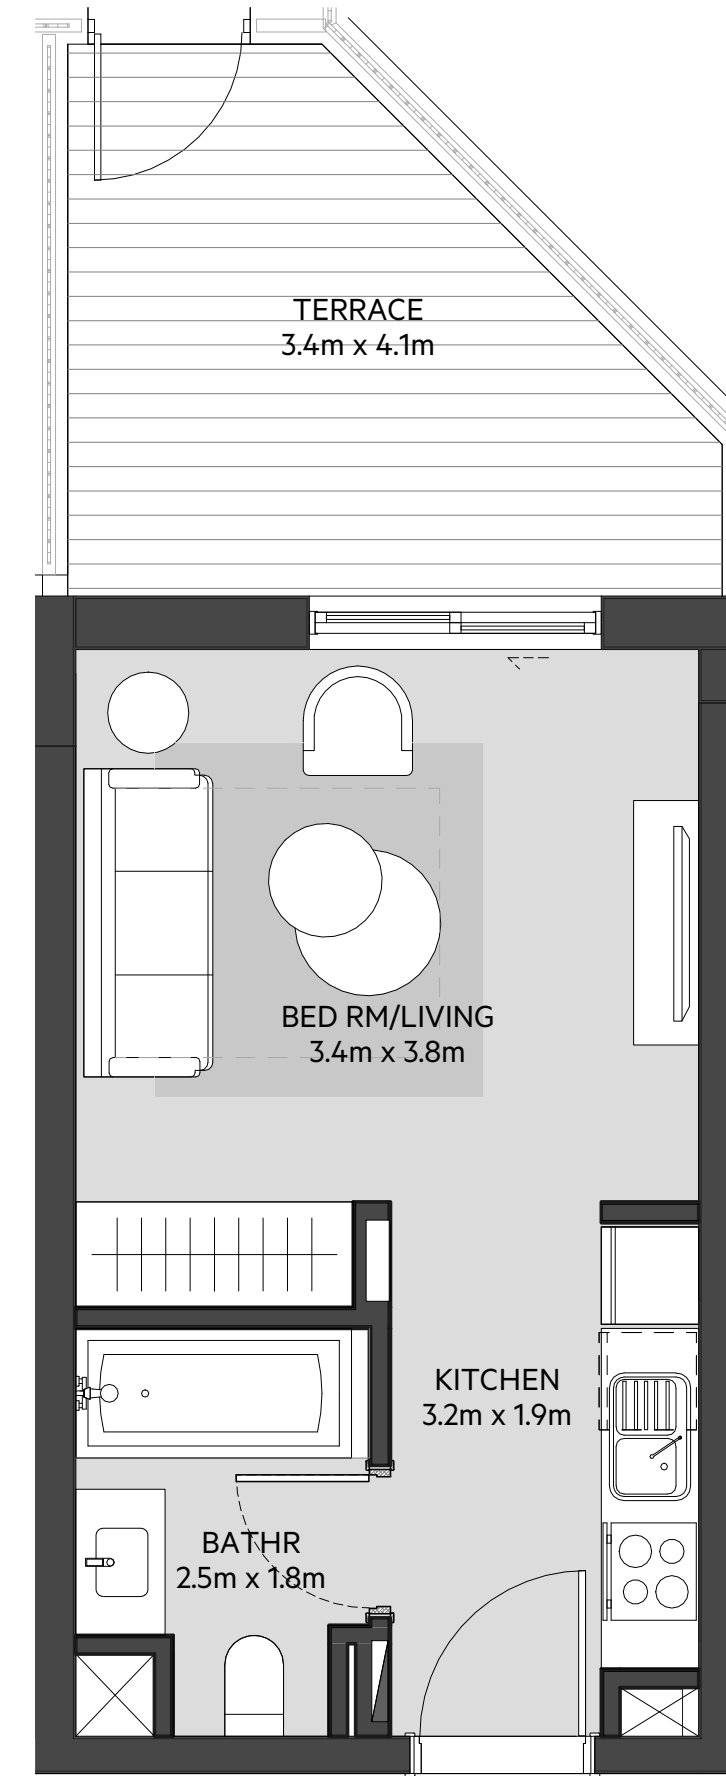 TERRACE
3.4m x 4.1m
BED RM/LIVING
3.4m x 3.8m
KITCHEN
3.2m x 1.9m
BATHR
2.5m x 1.8m